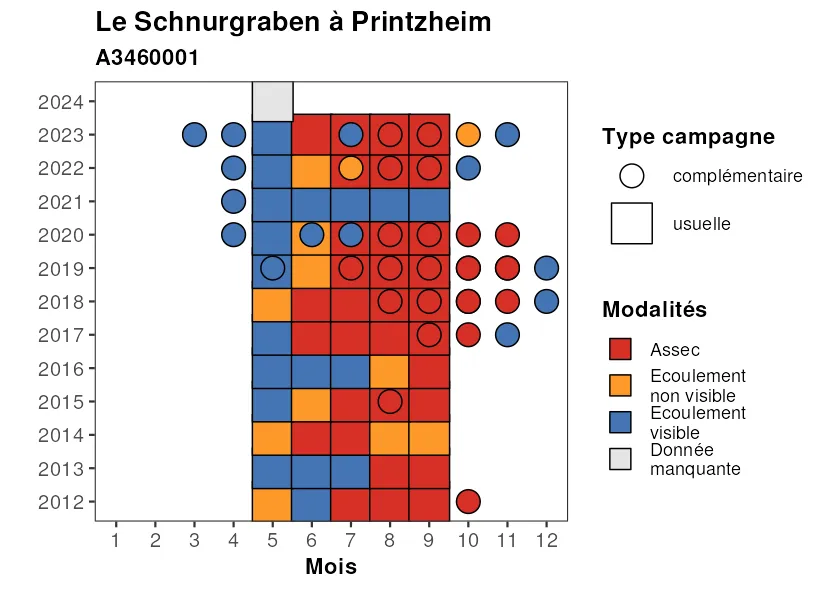 Le Schnurgraben à Printzheim
A3460001
2024
2023
2022
2021
2020
2019
2018
2017
2016
2015
2014
2013
2012
1 2 3 4 5 6 7 8 9 10 11 12
Mois
Type campagne
complémentaire
usuelle
Modalités
Assec
Ecoulement
non visible
Ecoulement
visible
Donnée
manquante